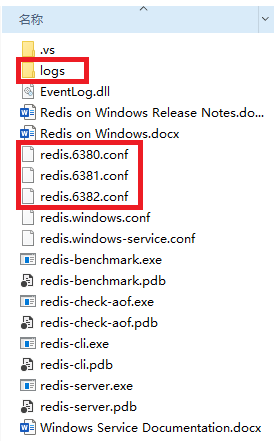 名称
.vs
logs
EventLog.dll
Redis on Windows Release Notes.do...
Redis on Windows.docx
redis.6380.conf
redis.6381.conf
redis.6382.conf
redis.windows.conf
redis.windows-service.conf
redis-benchmark.exe
redis-benchmark.pdb
redis-check-aof.exe
redis-check-aof.pdb
redis-cli.exe
redis-cli.pdb
redis-server.exe
redis-server.pdb
Windows Service Documentation.docx